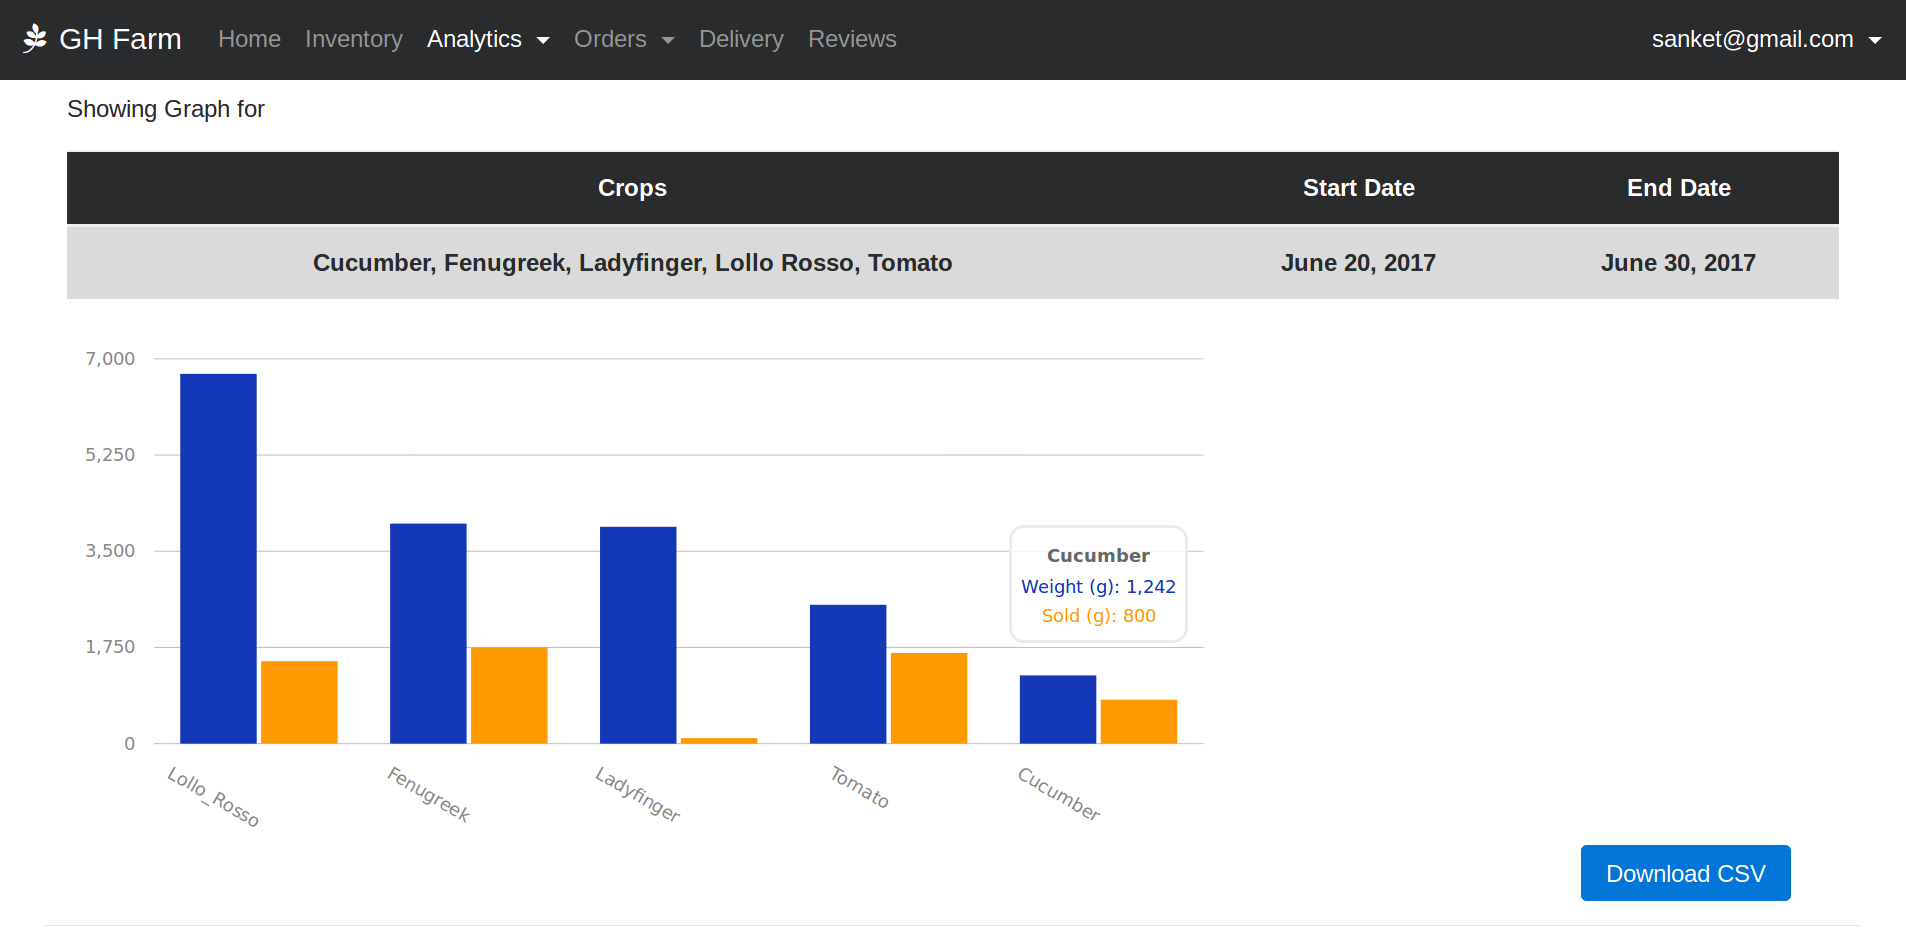 GH Farm Home Inventory Analytics Orders Delivery Reviews sanket@gmail.com
Showing Graph for
Crops Start Date End Date
Cucumber, Fenugreek, Ladyfinger, Lollo Rosso, Tomato June 20, 2017 June 30, 2017
7,000
5,250
3,500
1,750
0
Cucumber
Weight (g): 1,242
Sold (g): 800
Lollo_Rosso Fenugreek Ladyfinger Tomato Cucumber
Download CSV